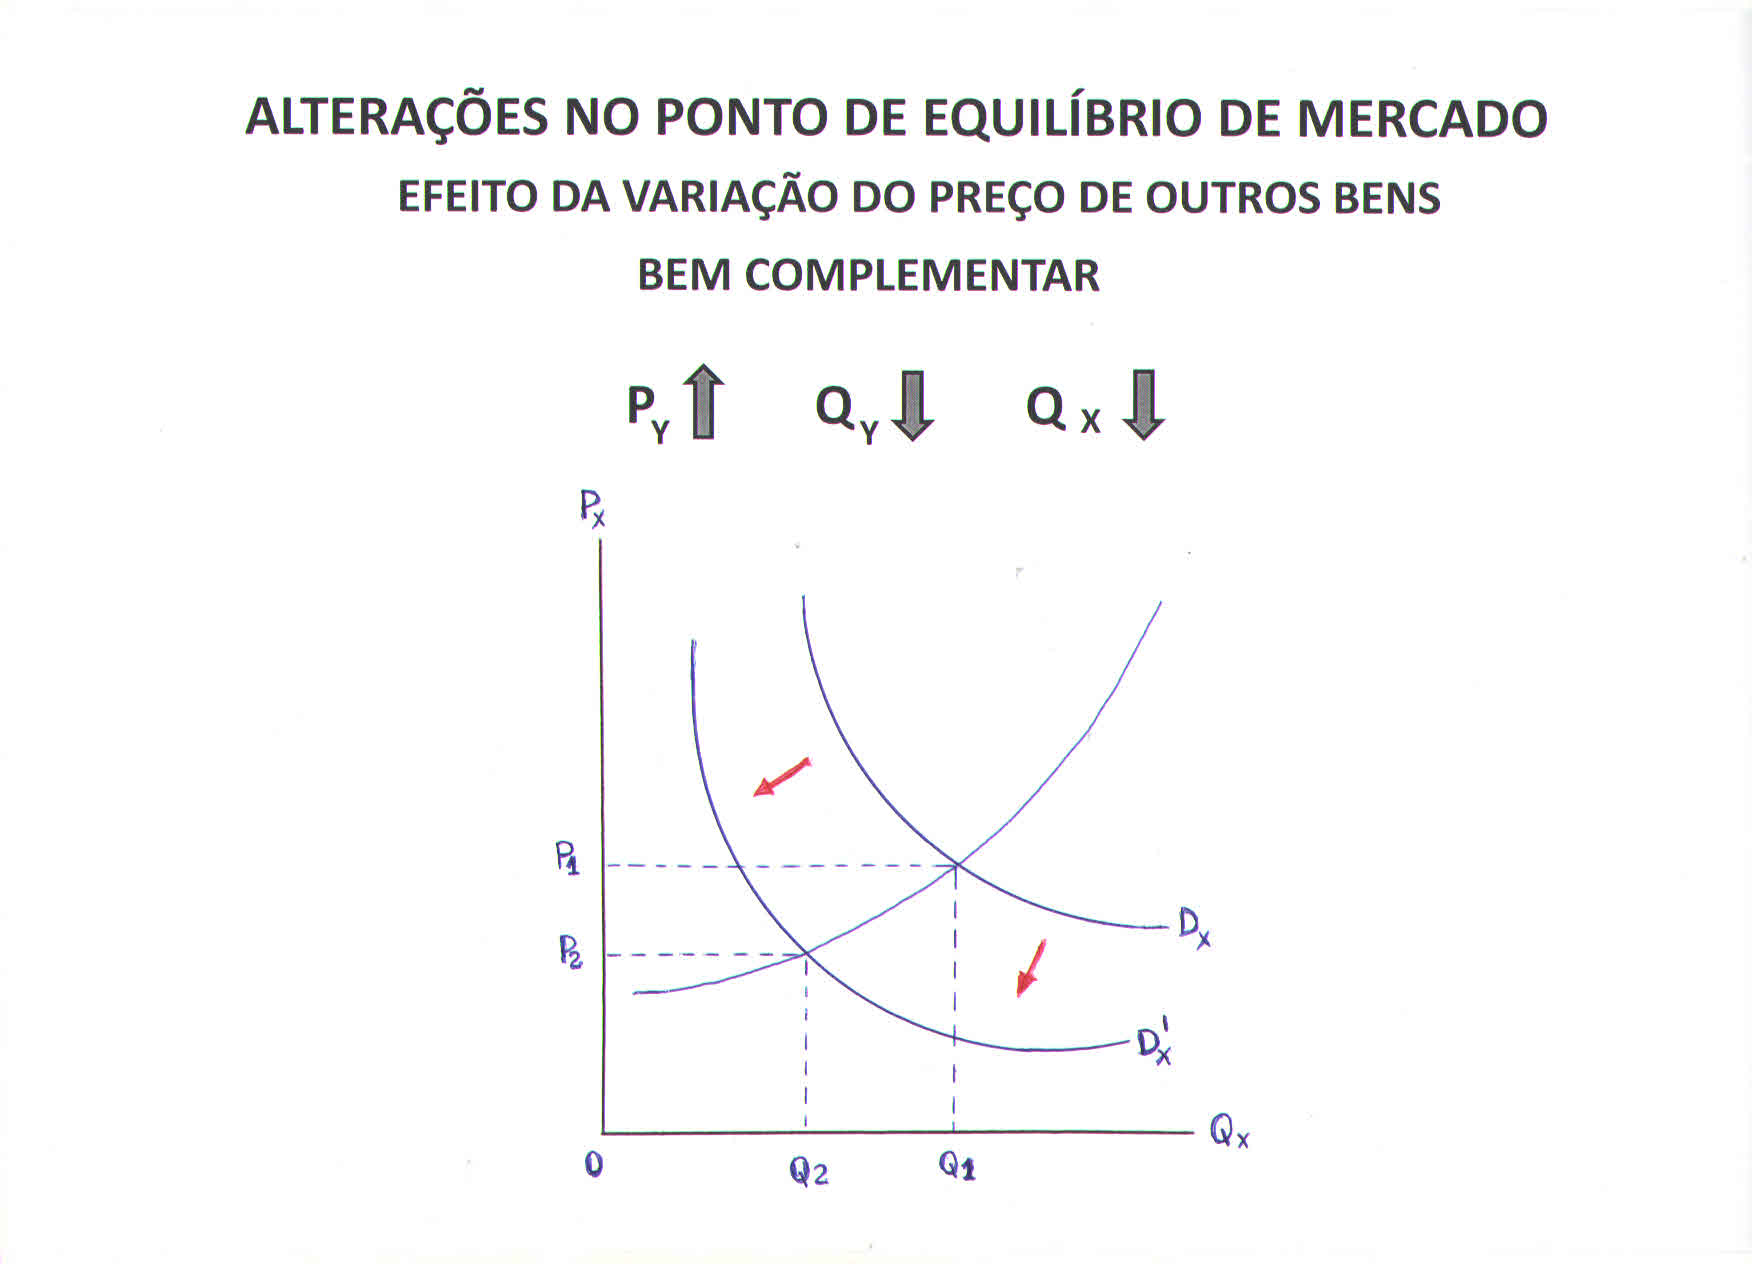 ALTERAÇÕES NO PONTO DE EQUILÍBRIO DE MERCADO
EFEITO DA VARIAÇÃO DO PREÇO DE OUTROS BENS
BEM COMPLEMENTAR
PY QY QX
Px
P1
Dx
P2
Dx'
Qx
0 Q2 Q1